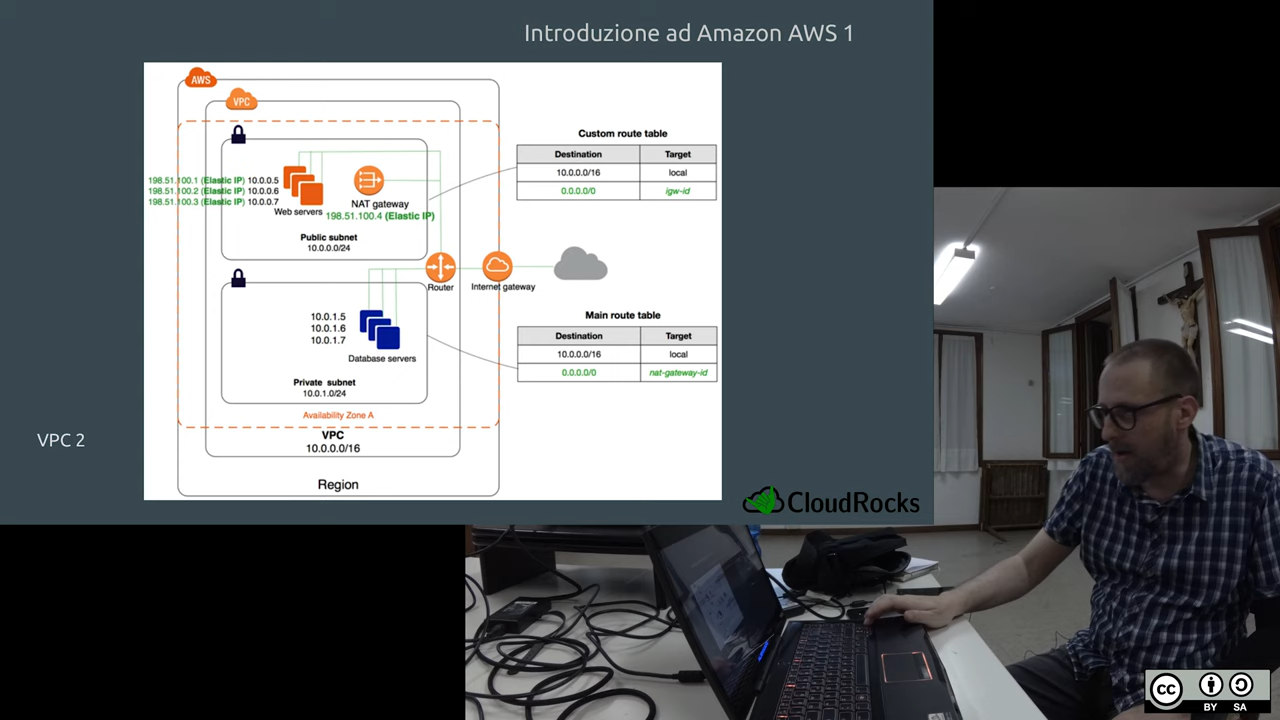 Introduzione ad Amazon AWS 1
AWS
VPC
198.51.100.1 (Elastic IP) 10.0.0.5
198.51.100.2 (Elastic IP) 10.0.0.6
198.51.100.3 (Elastic IP) 10.0.0.7
Web servers
NAT gateway
198.51.100.4 (Elastic IP)
Public subnet
10.0.0.0/24
Custom route table
Destination Target
10.0.0.0/16 local
0.0.0.0/0 igw-id
Router
Internet gateway
10.0.1.5
10.0.1.6
10.0.1.7
Database servers
Private subnet
10.0.1.0/24
Main route table
Destination Target
10.0.0.0/16 local
0.0.0.0/0 nat-gateway-id
Availability Zone A
VPC
10.0.0.0/16
Region
VPC 2
CloudRocks
CC
BY SA